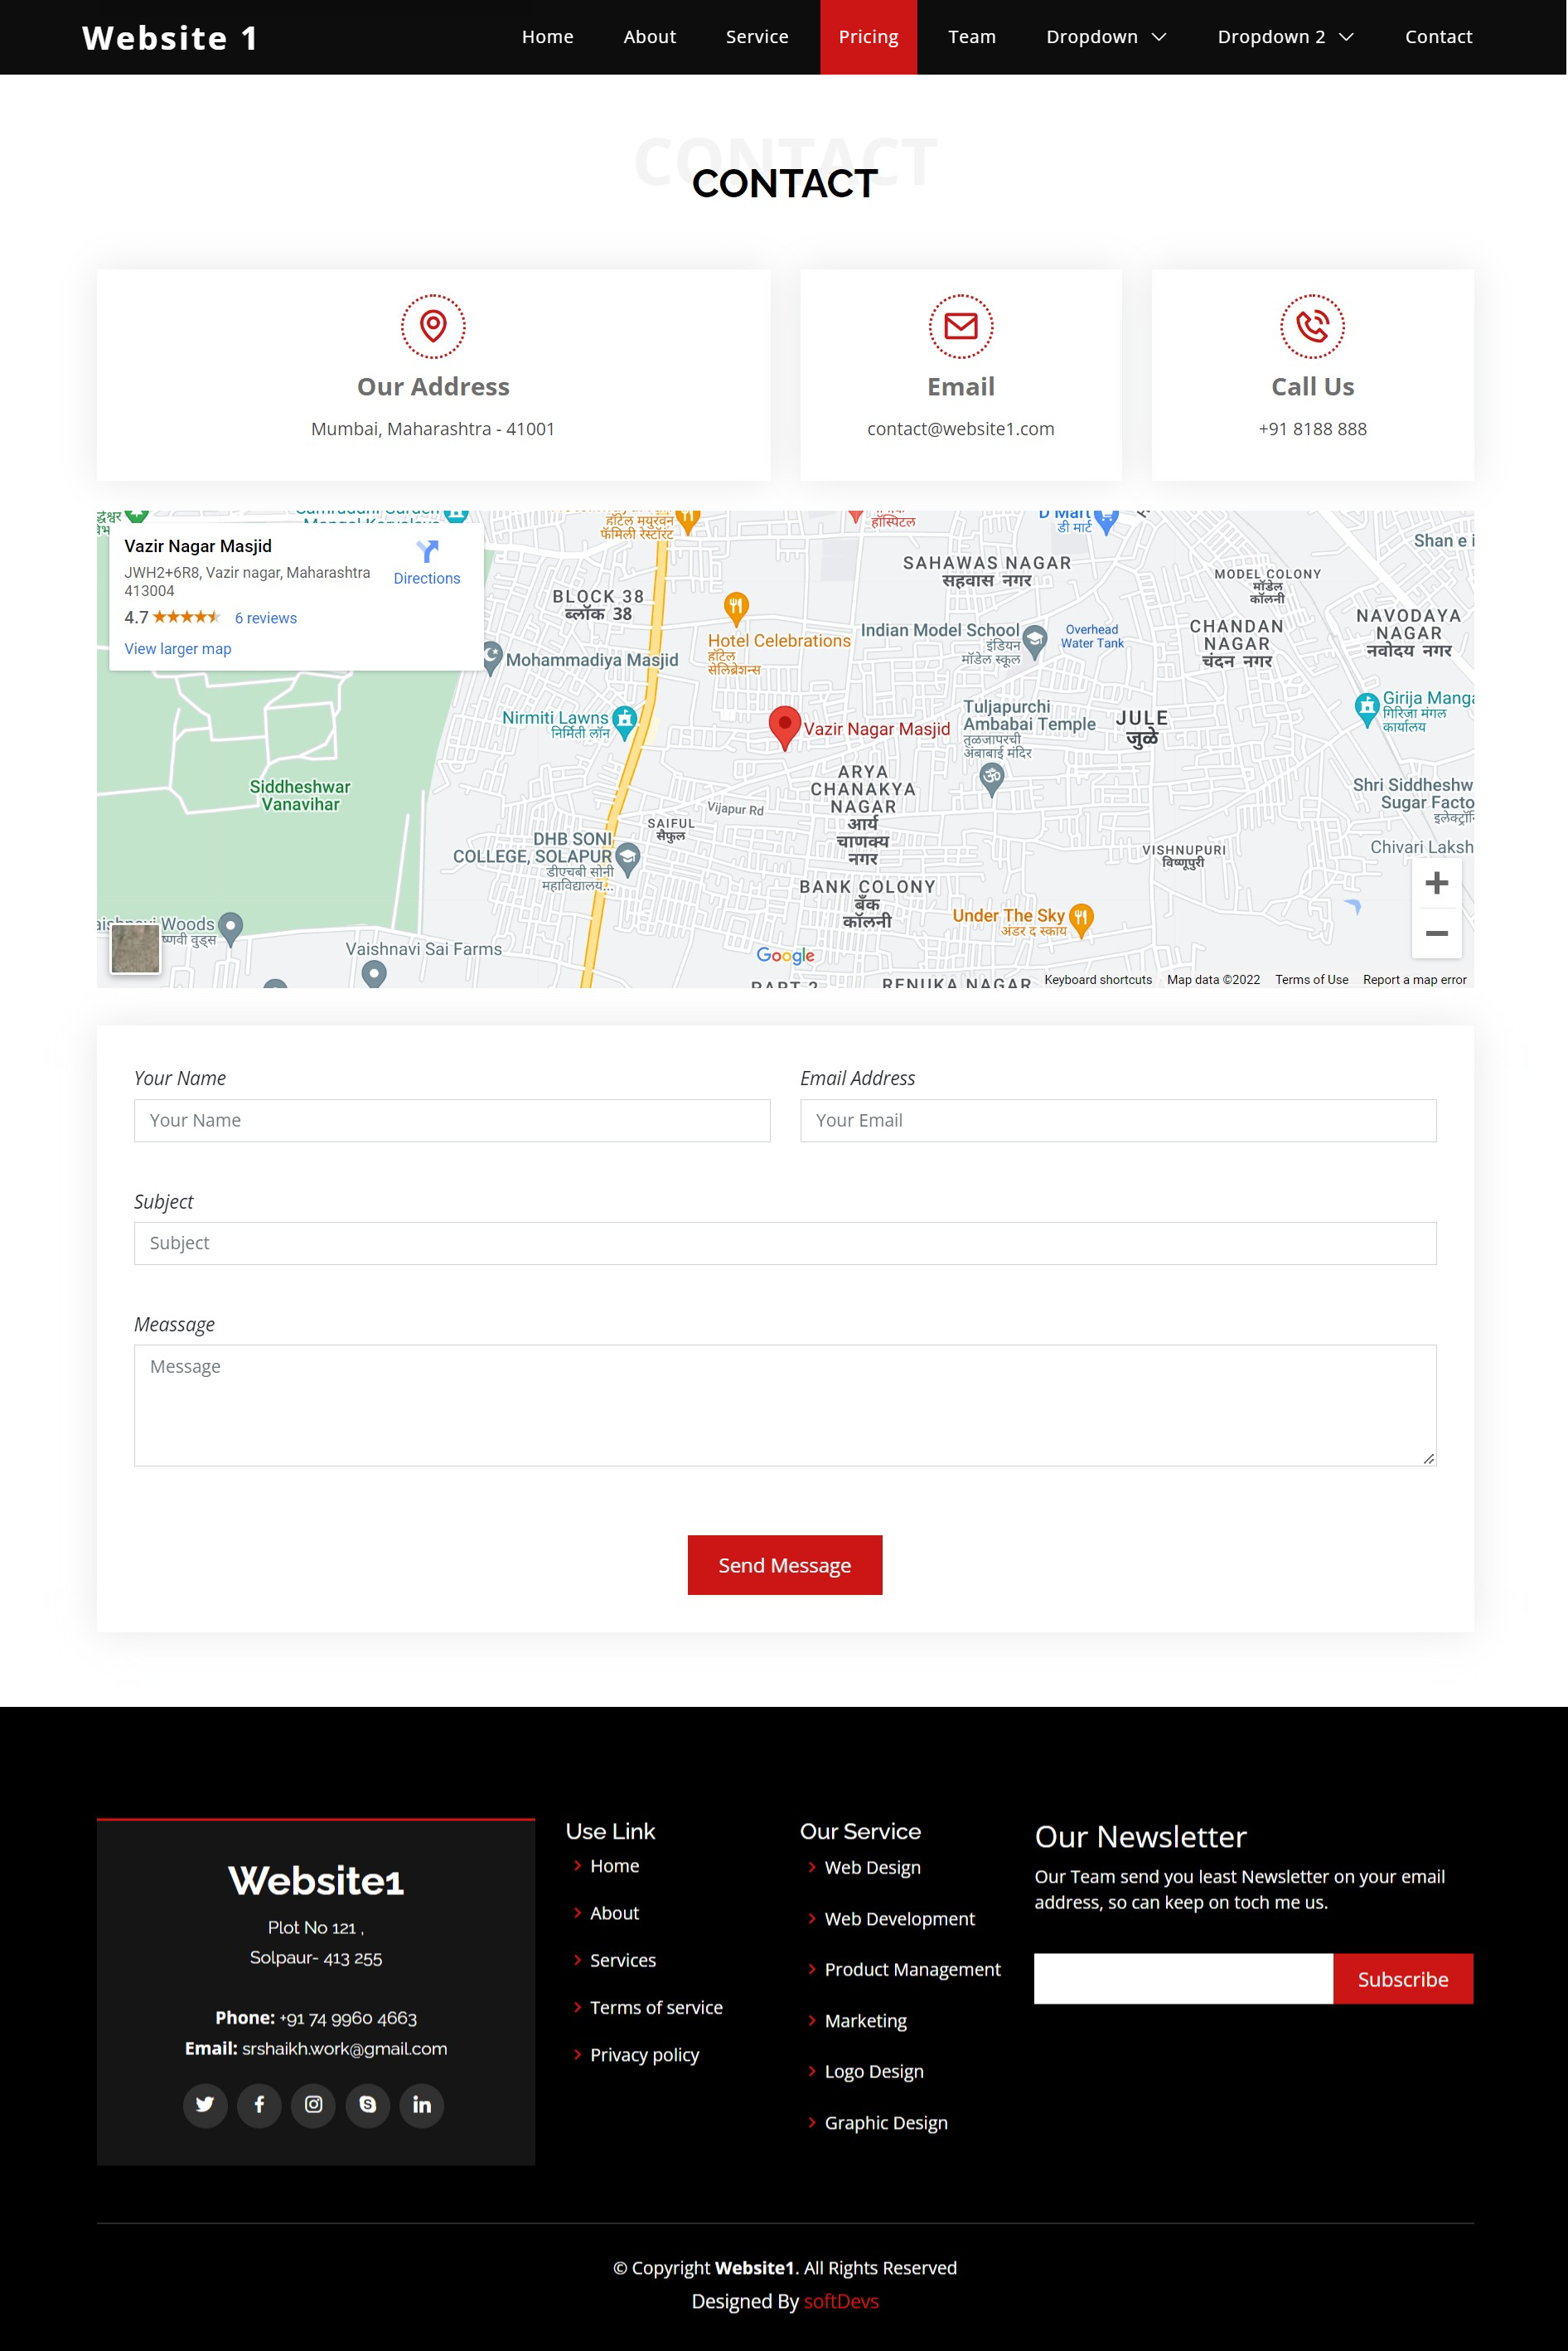 Website 1
Home About Service Pricing Team Dropdown Dropdown 2 Contact
CONTACT
CONTACT
Our Address
Mumbai, Maharashtra - 41001
Email
contact@website1.com
Call Us
+91 8188 888
Vazir Nagar Masjid
JWH2+6R8, Vazir nagar, Maharashtra
413004
4.7 6 reviews
View larger map
Directions
हॉटेल मयुरवन
फॅमिली रेस्टॉरंट
हॉस्पिटल
D Mart
डी मार्ट
Shan e i
SAHAWAS NAGAR
सहवास नगर
MODEL COLONY
मॉडेल
कॉलनी
BLOCK 38
ब्लॉक 38
Hotel Celebrations
हॉटेल
सेलिब्रेशन्स
Indian Model School
इंडियन
मॉडेल स्कूल
Overhead
Water Tank
CHANDAN
NAGAR
चंदन नगर
NAVODAYA
NAGAR
नवोदय नगर
Mohammadiya Masjid
Nirmiti Lawns
निर्मिती लॉन
Vazir Nagar Masjid
Tuljapurchi
Ambabai Temple
तुळजापरची
अंबाबाई मंदिर
JULE
जुळे
Girija Manga
गिरिजा मंगल
कार्यालय
Siddheshwar
Vanavihar
ARYA
CHANAKYA
NAGAR
आर्य
चाणक्य
नगर
Vijapur Rd
SAIFUL
सैफुल
Shri Siddheshw
Sugar Facto
DHB SONI
COLLEGE, SOLAPUR
डीएचबी सोनी
महाविद्यालय...
VISHNUPURI
विष्णूपुरी
Chivari Laksh
BANK COLONY
बँक
कॉलनी
Under The Sky
अंडर द स्काय
Woods
ष्णवी वुड्स
Vaishnavi Sai Farms
Google
PART 2
RENUKA NAGAR
Keyboard shortcuts Map data ©2022 Terms of Use Report a map error
Your Name
Your Name
Email Address
Your Email
Subject
Subject
Meassage
Message
Send Message
Website1
Plot No 121 ,
Solpaur- 413 255
Phone: +91 74 9960 4663
Email: srshaikh.work@gmail.com
Use Link
Home
About
Services
Terms of service
Privacy policy
Our Service
Web Design
Web Development
Product Management
Marketing
Logo Design
Graphic Design
Our Newsletter
Our Team send you least Newsletter on your email
address, so can keep on toch me us.
Subscribe
© Copyright Website1. All Rights Reserved
Designed By softDevs